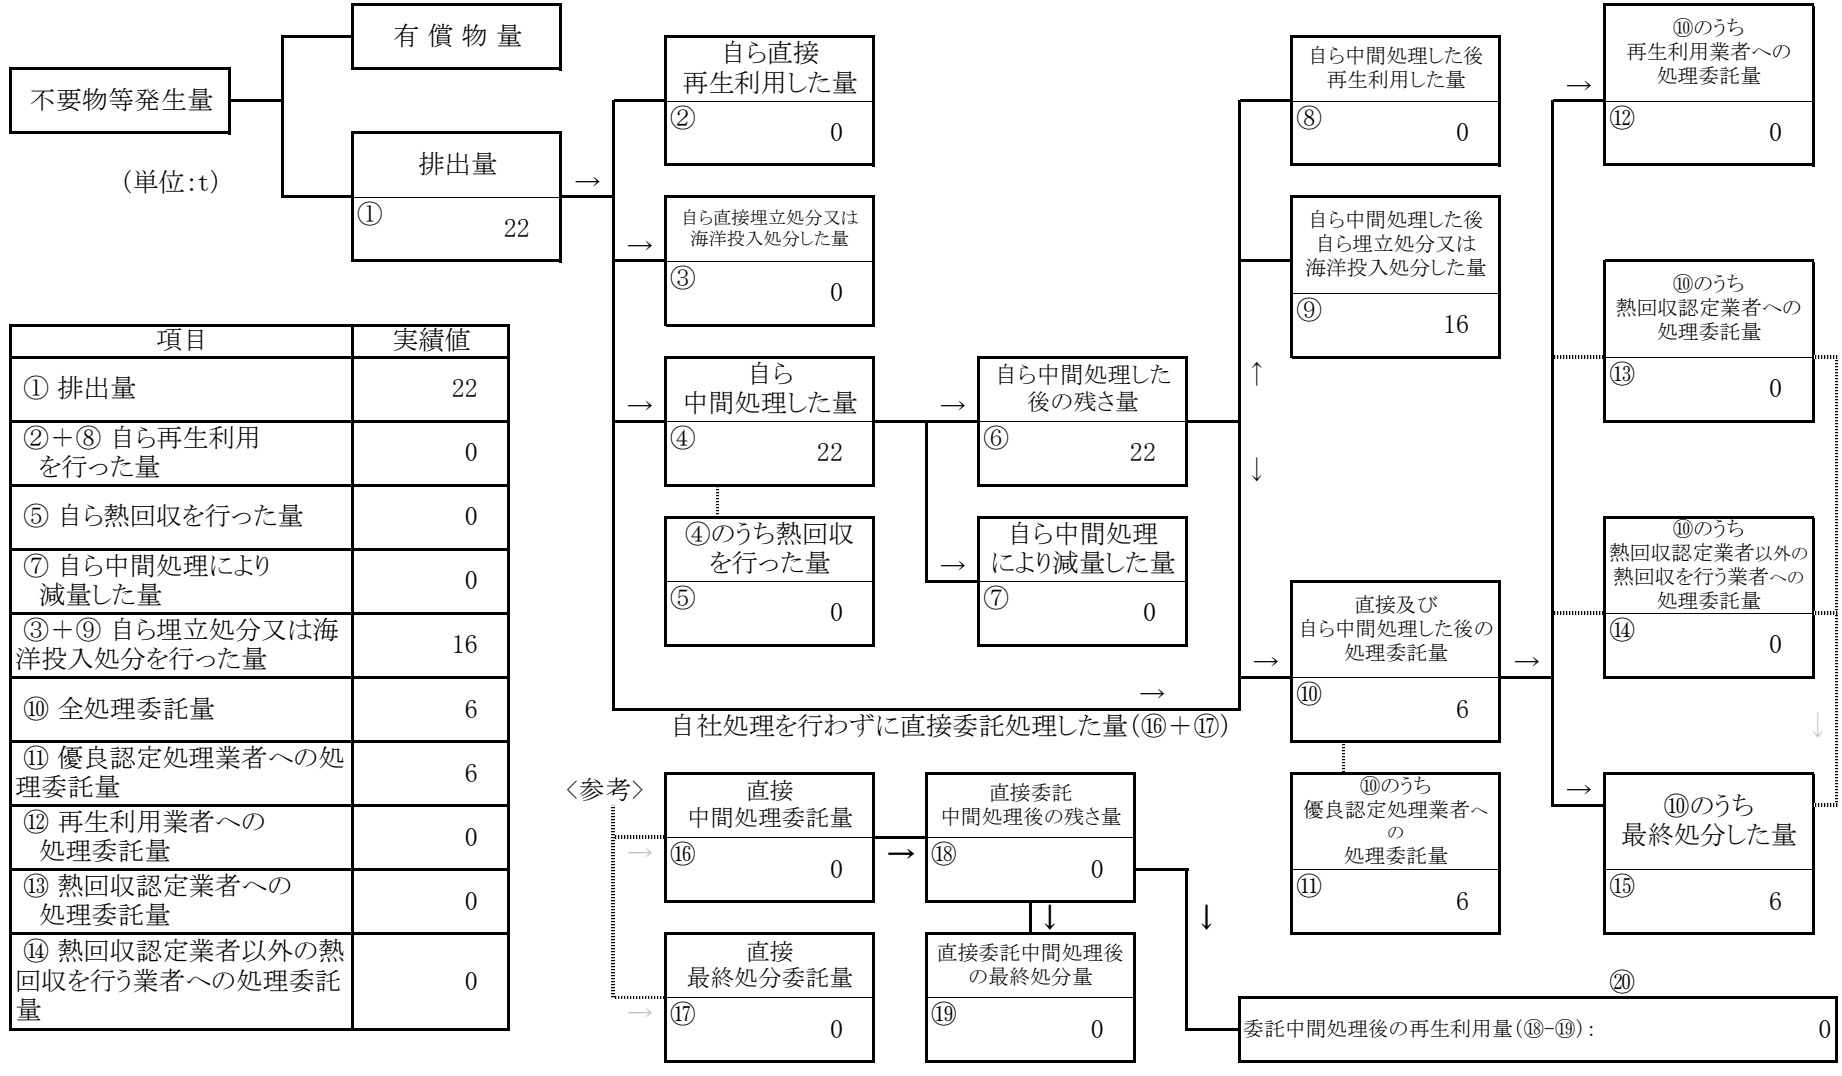 不要物等発生量
有 償 物 量
(単位:t)
排出量
①
22
→
自ら直接
再生利用した量
②
0
→
自ら直接埋立処分又は
海洋投入処分した量
③
0
→
自ら
中間処理した量
④
22
④のうち熱回収
を行った量
⑤
0
→
自ら中間処理した
後の残さ量
⑥
22
→
自ら中間処理
により減量した量
⑦
0
→
自社処理を行わずに直接委託処理した量(⑯+⑰)
↑
↓
自ら中間処理した後
再生利用した量
⑧
0
自ら中間処理した後
自ら埋立処分又は
海洋投入処分した量
⑨
16
→
直接及び
自ら中間処理した後の
処理委託量
⑩
6
→
⑩のうち
優良認定処理業者へ
の
処理委託量
⑪
6
→
⑩のうち
再生利用業者への
処理委託量
⑫
0
⑩のうち
熱回収認定業者への
処理委託量
⑬
0
⑩のうち
熱回収認定業者以外の
熱回収を行う業者への
処理委託量
⑭
0
↓
→
⑩のうち
最終処分した量
⑮
6
項目 実績値
① 排出量 22
②+⑧ 自ら再生利用
を行った量 0
⑤ 自ら熱回収を行った量 0
⑦ 自ら中間処理により
減量した量 0
③+⑨ 自ら埋立処分又は海
洋投入処分を行った量 16
⑩ 全処理委託量 6
⑪ 優良認定処理業者への処
理委託量 6
⑫ 再生利用業者への
処理委託量 0
⑬ 熱回収認定業者への
処理委託量 0
⑭ 熱回収認定業者以外の熱
回収を行う業者への処理委託
量 0
<参考>
→
直接
中間処理委託量
⑯
0
→
直接委託
中間処理後の残さ量
⑱
0
→
直接
最終処分委託量
⑰
0
↓
直接委託中間処理後
の最終処分量
⑲
0
↓
⑳
委託中間処理後の再生利用量(⑱-⑲): 0